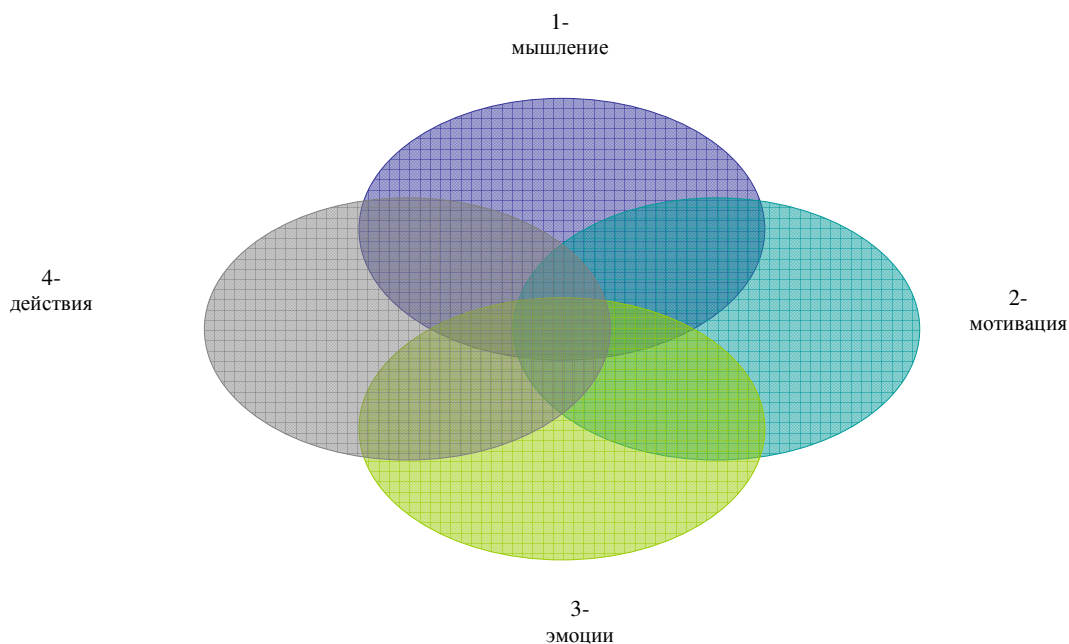 1-
мышление
4-
действия
2-
мотивация
3-
эмоции